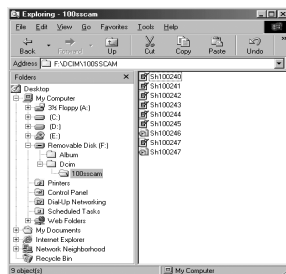 Exploring - 100sscam
File Edit View Go Favorites Tools Help
Back Forward Up Cut Copy Paste Undo
Address F:\DCIM\100SSCAM
Folders
Desktop
My Computer
3½ Floppy (A:)
(C:)
(D:)
(E:)
Removable Disk (F:)
Album
Dcim
100sscam
Printers
Control Panel
Dial-Up Networking
Scheduled Tasks
Web Folders
My Documents
Internet Explorer
Network Neighborhood
Recycle Bin
Sh100240
Sh100241
Sh100242
Sh100243
Sh100244
Sh100245
Sh100246
Sh100247
Sh100247
9 object(s) My Computer